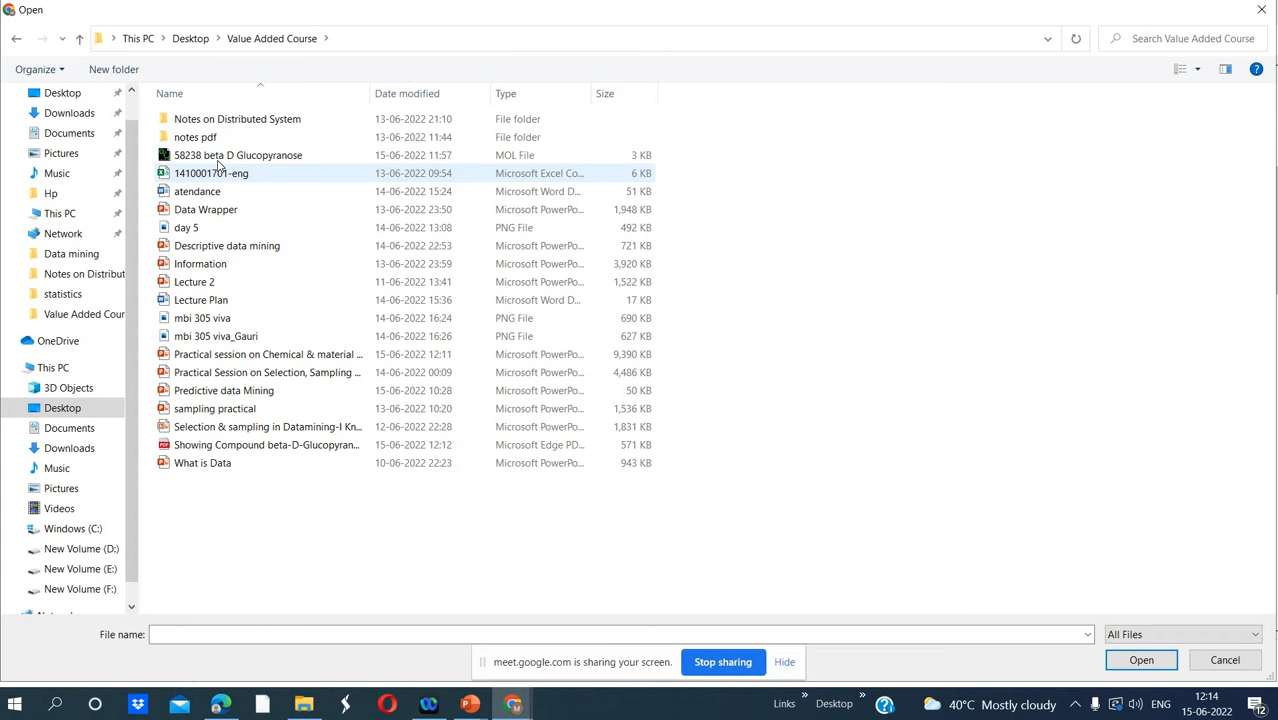 Open
This PC > Desktop > Value Added Course >
Search Value Added Course
Organize
New folder
Name Date modified Type Size
Desktop
Downloads
Documents
Pictures
Music
Hp
This PC
Network
Data mining
Notes on Distribut
statistics
Value Added Cour
OneDrive
This PC
3D Objects
Desktop
Documents
Downloads
Music
Pictures
Videos
Windows (C:)
New Volume (D:)
New Volume (E:)
New Volume (F:)
Notes on Distributed System 13-06-2022 21:10 File folder
notes pdf 13-06-2022 11:44 File folder
58238 beta D Glucopyranose 15-06-2022 11:57 MOL File 3 KB
1410001701-eng 13-06-2022 09:54 Microsoft Excel Co... 6 KB
atendance 14-06-2022 15:24 Microsoft Word D... 51 KB
Data Wrapper 13-06-2022 23:50 Microsoft PowerPo... 1,948 KB
day 5 14-06-2022 13:08 PNG File 492 KB
Descriptive data mining 14-06-2022 22:53 Microsoft PowerPo... 721 KB
Information 13-06-2022 23:59 Microsoft PowerPo... 3,920 KB
Lecture 2 11-06-2022 13:41 Microsoft PowerPo... 1,522 KB
Lecture Plan 14-06-2022 15:36 Microsoft Word D... 17 KB
mbi 305 viva 14-06-2022 16:24 PNG File 690 KB
mbi 305 viva_Gauri 14-06-2022 16:26 PNG File 627 KB
Practical session on Chemical & material ... 15-06-2022 12:11 Microsoft PowerPo... 9,390 KB
Practical Session on Selection, Sampling ... 14-06-2022 00:09 Microsoft PowerPo... 4,486 KB
Predictive data Mining 15-06-2022 10:28 Microsoft PowerPo... 50 KB
sampling practical 13-06-2022 10:20 Microsoft PowerPo... 1,536 KB
Selection & sampling in Datamining-I Kn... 12-06-2022 22:28 Microsoft PowerPo... 1,831 KB
Showing Compound beta-D-Glucopyran... 15-06-2022 12:12 Microsoft Edge PD... 571 KB
What is Data 10-06-2022 22:23 Microsoft PowerPo... 943 KB
File name:
All Files
Open
Cancel
meet.google.com is sharing your screen. Stop sharing Hide
Links » Desktop » 40°C Mostly cloudy ENG 12:14
15-06-2022
12